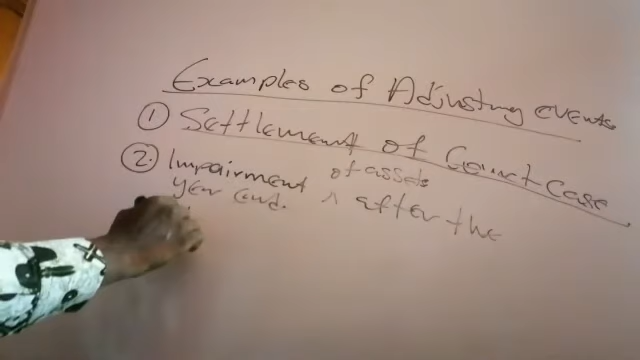 Examples of Adjusting events
① Settlement of Court case
② Impairment of assets ^ after the
year end.